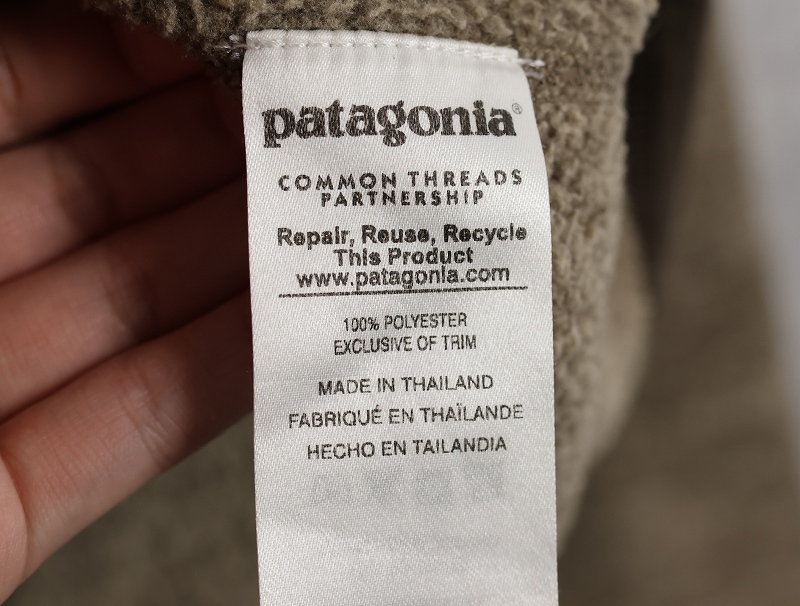 patagonia®
COMMON THREADS
PARTNERSHIP
Repair, Reuse, Recycle
This Product
www.patagonia.com
100% POLYESTER
EXCLUSIVE OF TRIM
MADE IN THAILAND
FABRIQUÉ EN THAÏLANDE
HECHO EN TAILANDIA